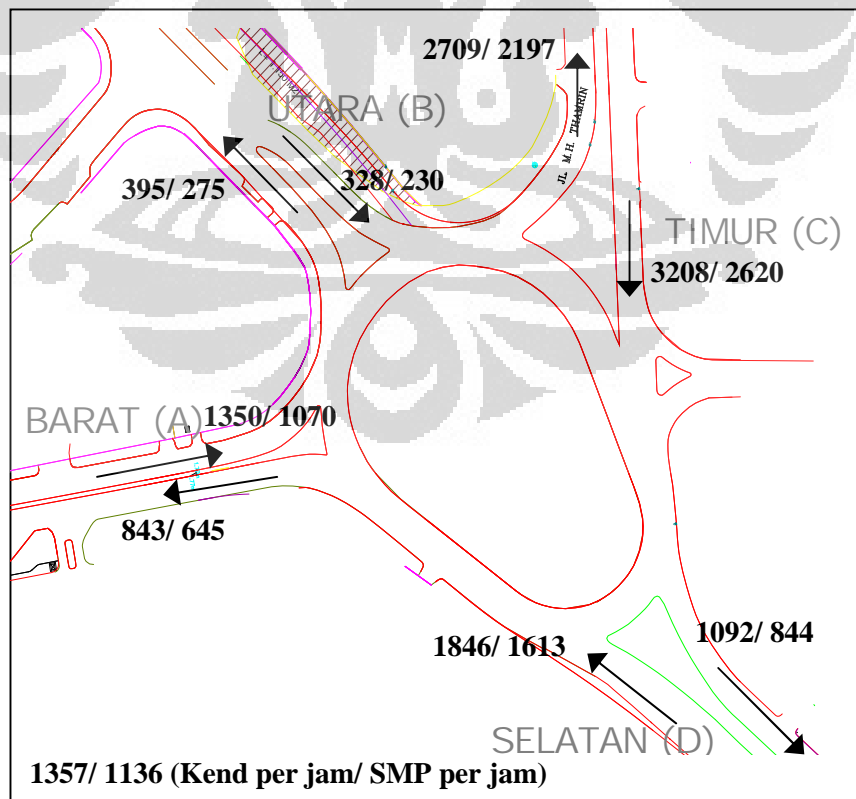 2709/ 2197
UTARA (B)
JL M.H. THAMRIN
395/ 275
328/ 230
TIMUR (C)
3208/ 2620
BARAT (A)
1350/ 1070
843/ 645
1092/ 844
1846/ 1613
SELATAN (D)
1357/ 1136 (Kend per jam/ SMP per jam)